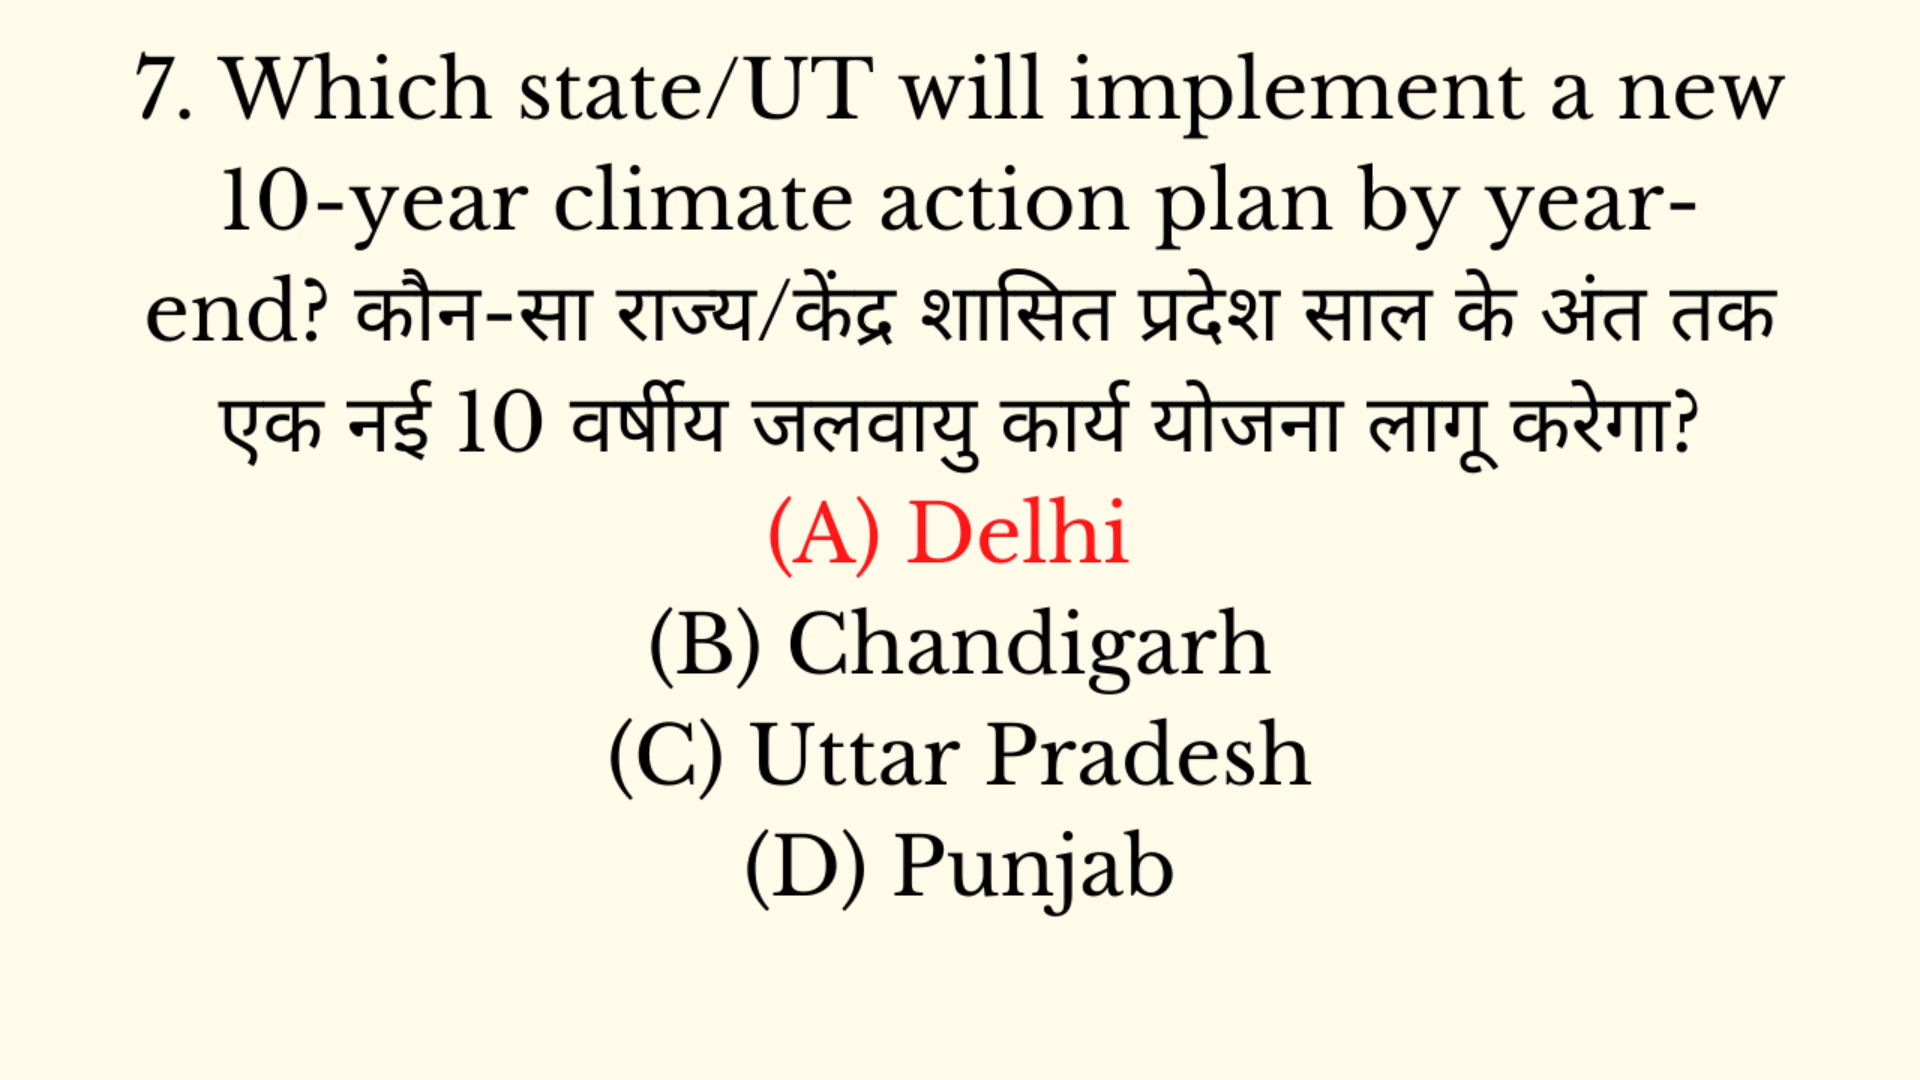 7. Which state/UT will implement a new
10-year climate action plan by year-
end? कौन-सा राज्य/केंद्र शासित प्रदेश साल के अंत तक
एक नई 10 वर्षीय जलवायु कार्य योजना लागू करेगा?
(A) Delhi
(B) Chandigarh
(C) Uttar Pradesh
(D) Punjab